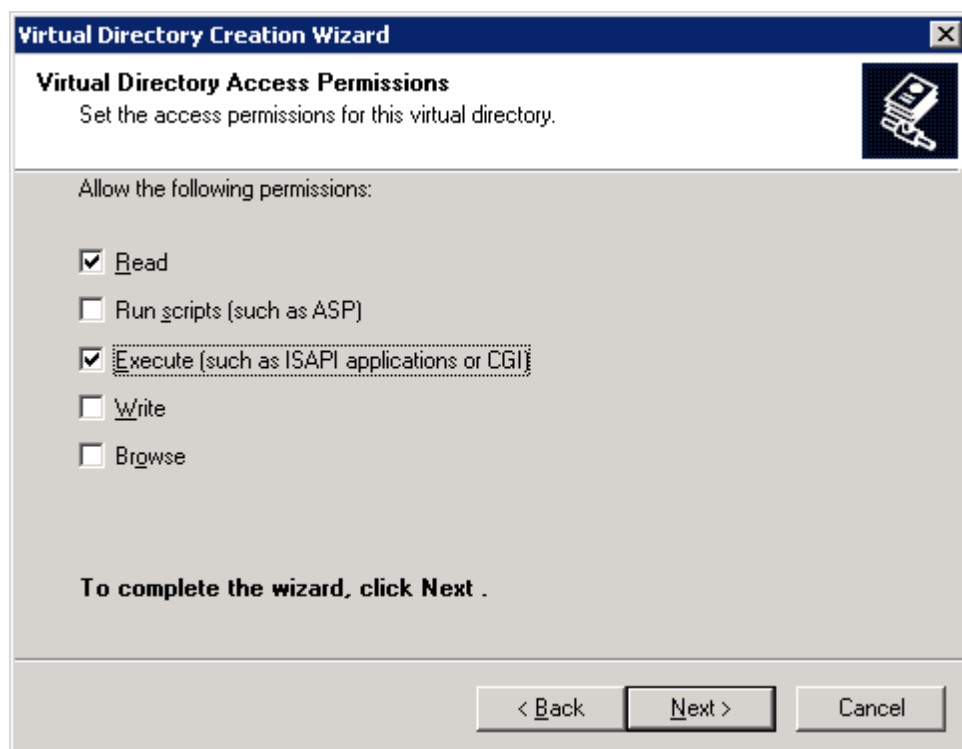 Virtual Directory Creation Wizard
Virtual Directory Access Permissions
Set the access permissions for this virtual directory.
Allow the following permissions:
Read
Run scripts (such as ASP)
Execute (such as ISAPI applications or CGI)
Write
Browse
To complete the wizard, click Next .
< Back Next > Cancel